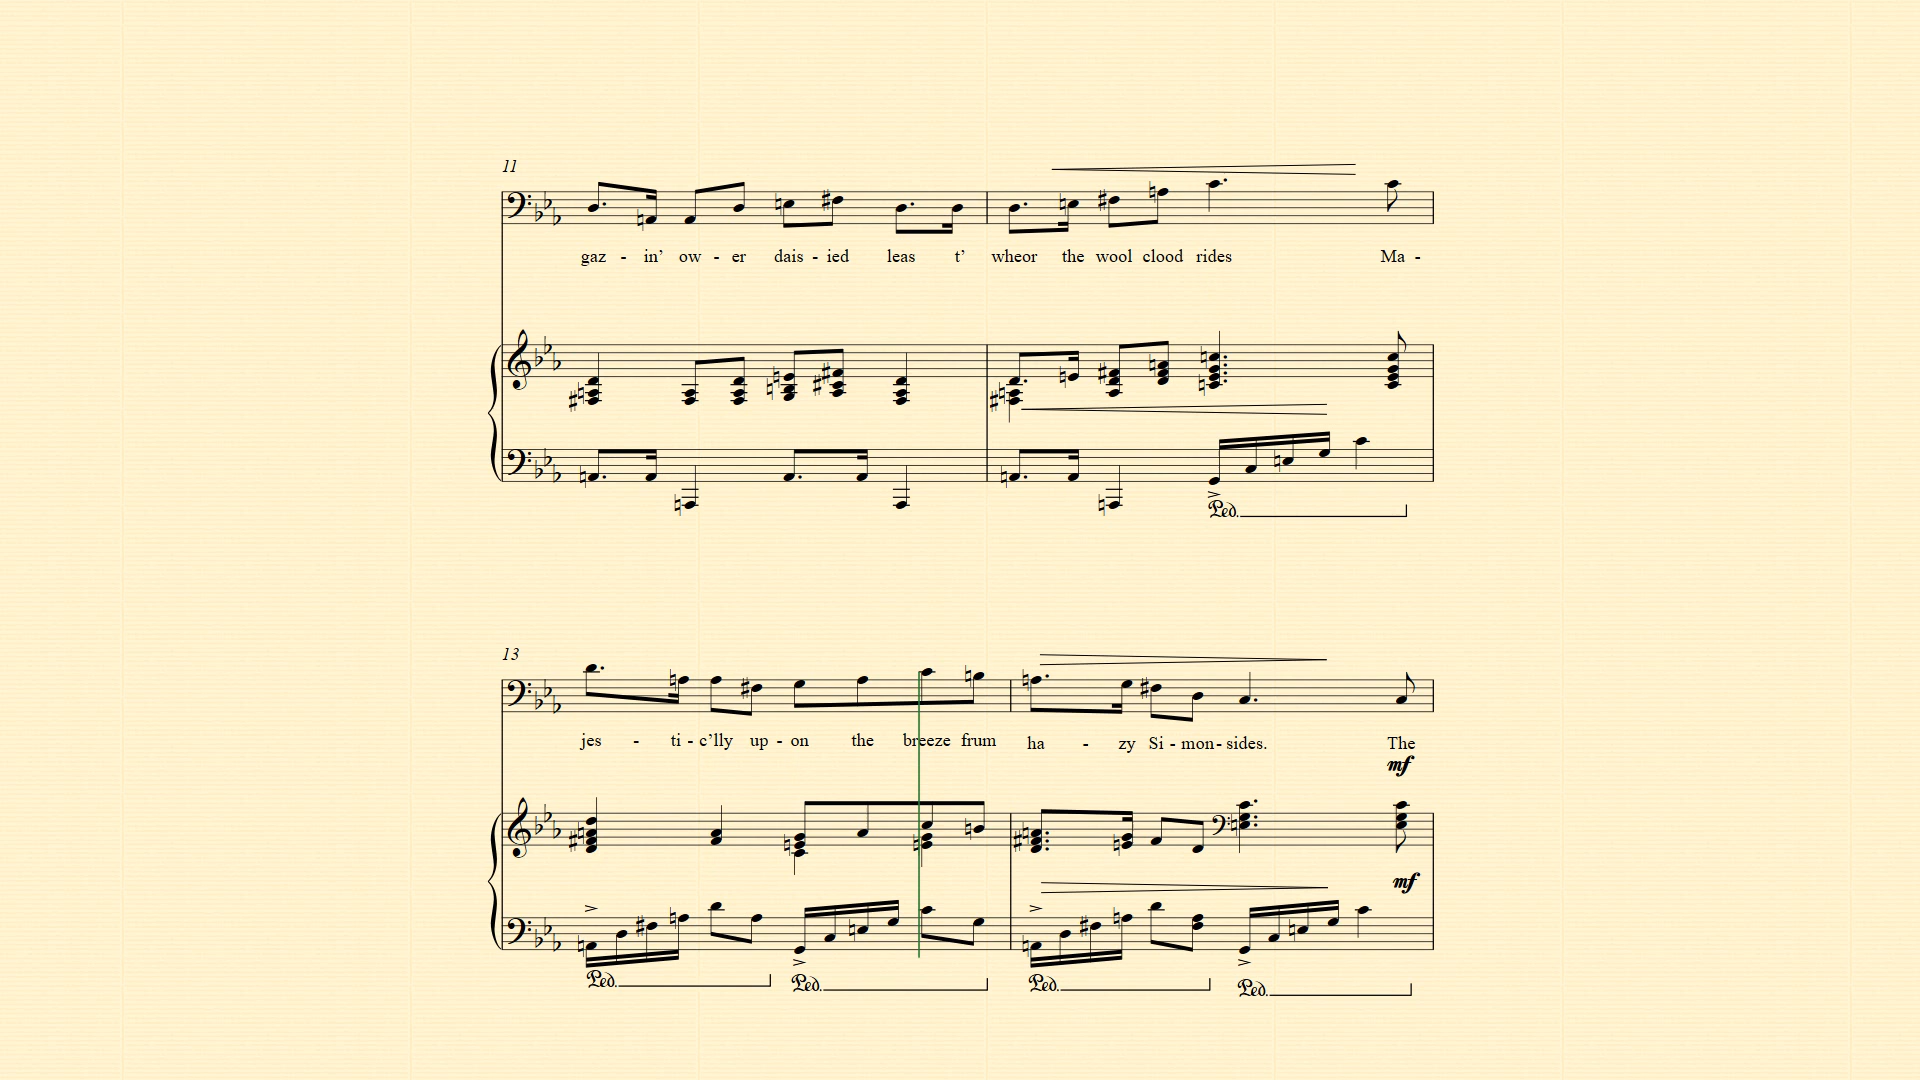 11
gaz - in’ ow - er dais - ied leas t’ wheor the wool clood rides Ma -
Ped.
13
jes - ti - c’lly up - on the breeze frum ha - zy Si - mon - sides. The
mf
mf
Ped. Ped. Ped. Ped.